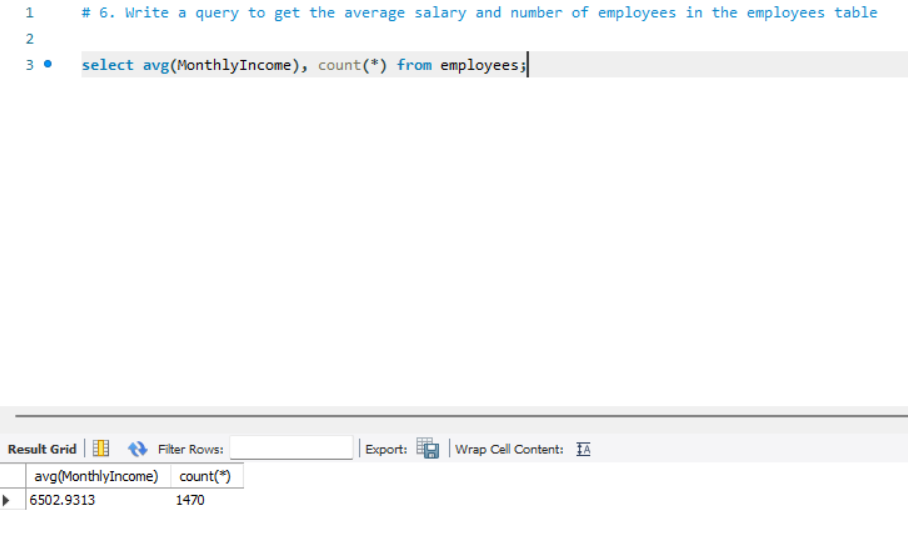 1 # 6. Write a query to get the average salary and number of employees in the employees table
2
3 select avg(MonthlyIncome), count(*) from employees;
Result Grid Filter Rows: Export: Wrap Cell Content: IA
avg(MonthlyIncome) count(*)
6502.9313 1470